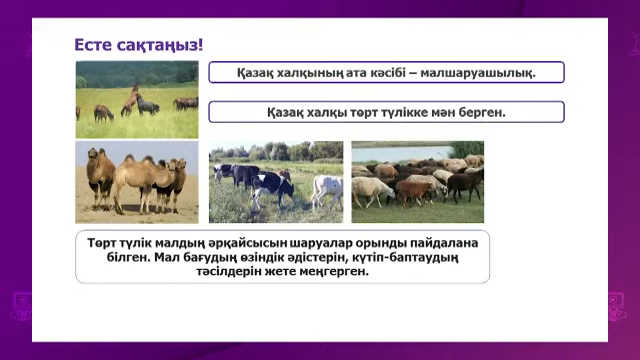 Есте сақтаңыз!
Қазақ халқының ата кәсібі – малшаруашылық.
Қазақ халқы төрт түлікке мән берген.
Төрт түлік малдың әрқайсысын шаруалар орынды пайдалана
білген. Мал бағудың өзіндік әдістерін, күтіп-баптаудың
тәсілдерін жете меңгерген.